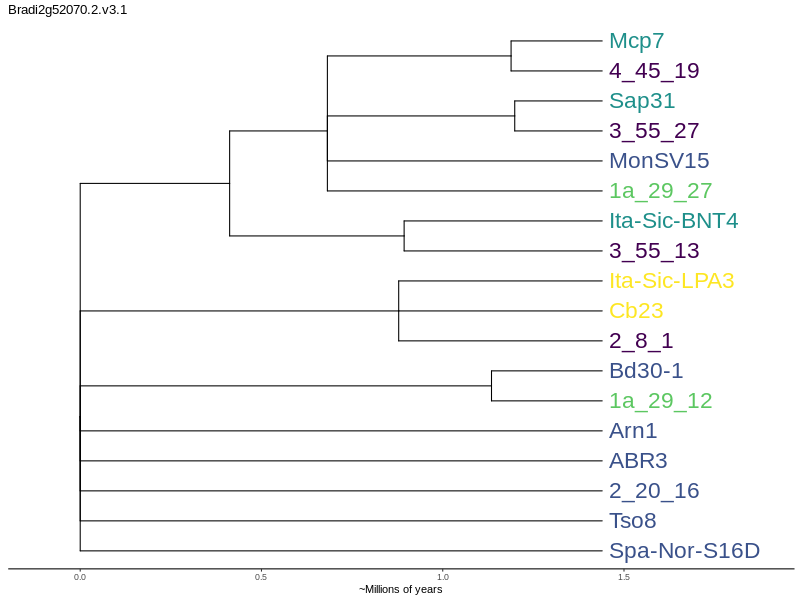 Bradi2g52070.2.v3.1
Mcp7
4_45_19
Sap31
3_55_27
MonSV15
1a_29_27
Ita-Sic-BNT4
3_55_13
Ita-Sic-LPA3
Cb23
2_8_1
Bd30-1
1a_29_12
Arn1
ABR3
2_20_16
Tso8
Spa-Nor-S16D
0.0 0.5 1.0 1.5
~Millions of years